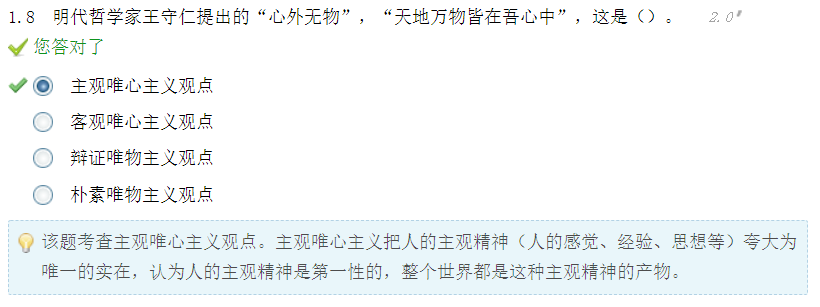 1.8 明代哲学家王守仁提出的“心外无物”，“天地万物皆在吾心中”，这是（）。 2.0
您答对了
主观唯心主义观点
客观唯心主义观点
辩证唯物主义观点
朴素唯物主义观点
该题考查主观唯心主义观点。主观唯心主义把人的主观精神（人的感觉、经验、思想等）夸大为
唯一的实在，认为人的主观精神是第一性的，整个世界都是这种主观精神的产物。